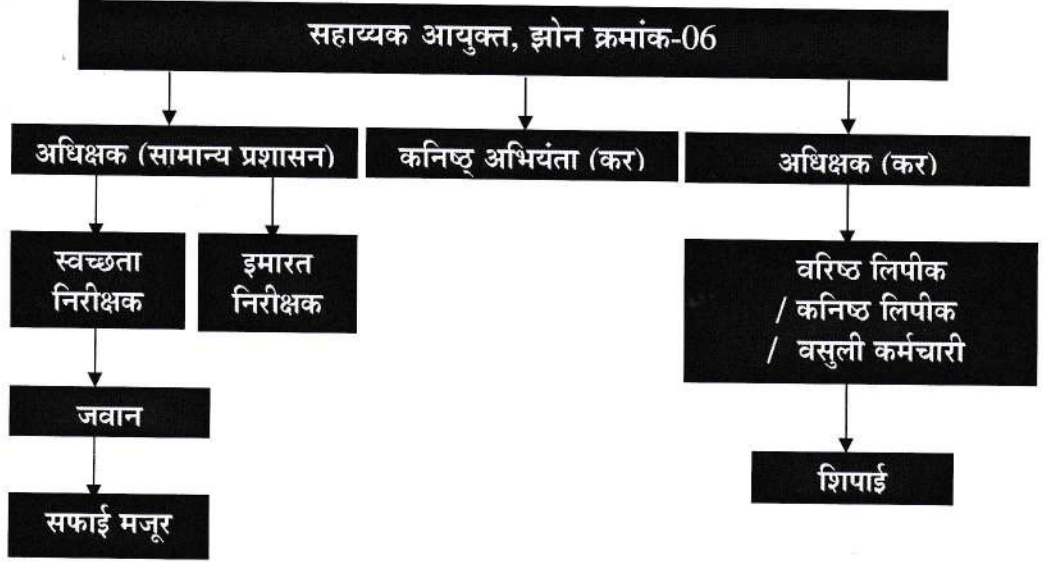 सहाय्यक आयुक्त, झोन क्रमांक-06
अधिक्षक (सामान्य प्रशासन)
कनिष्ठ् अभियंता (कर)
अधिक्षक (कर)
स्वच्छता
निरीक्षक
इमारत
निरीक्षक
वरिष्ठ लिपीक
/ कनिष्ठ लिपीक
/ वसुली कर्मचारी
जवान
शिपाई
सफाई मजूर